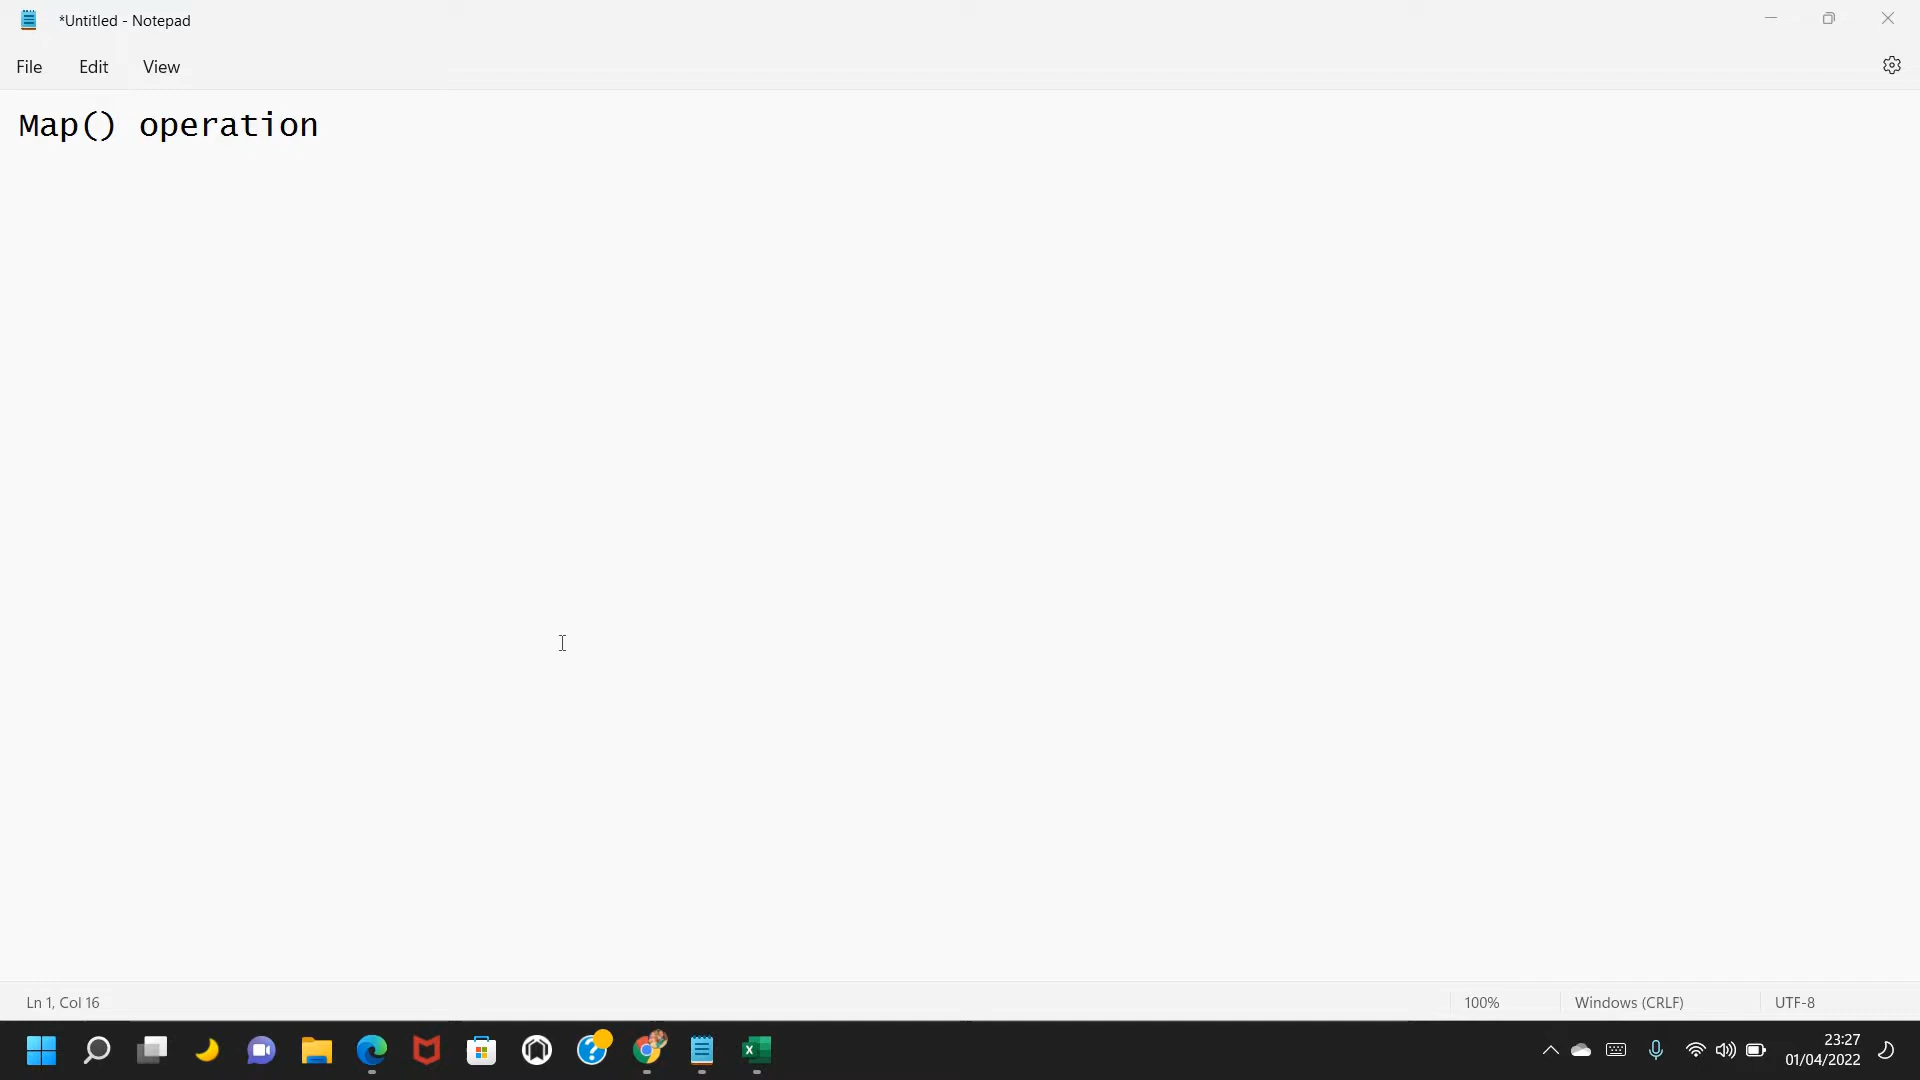 *Untitled - Notepad
File Edit View
Map() operation
Ln 1, Col 16 100% Windows (CRLF) UTF-8
23:27
01/04/2022